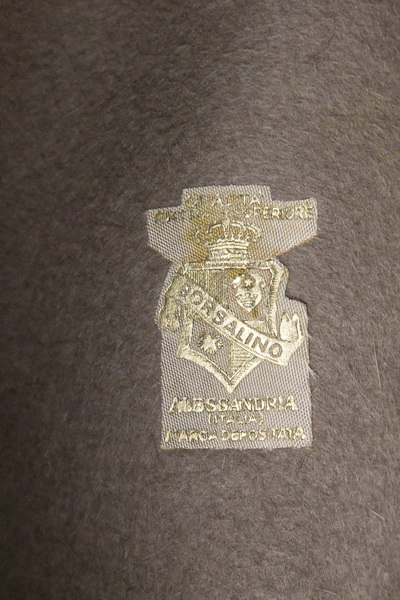 BORSALINO
ALESSANDRIA
(ITALIA)
MARCA DEPOSITATA